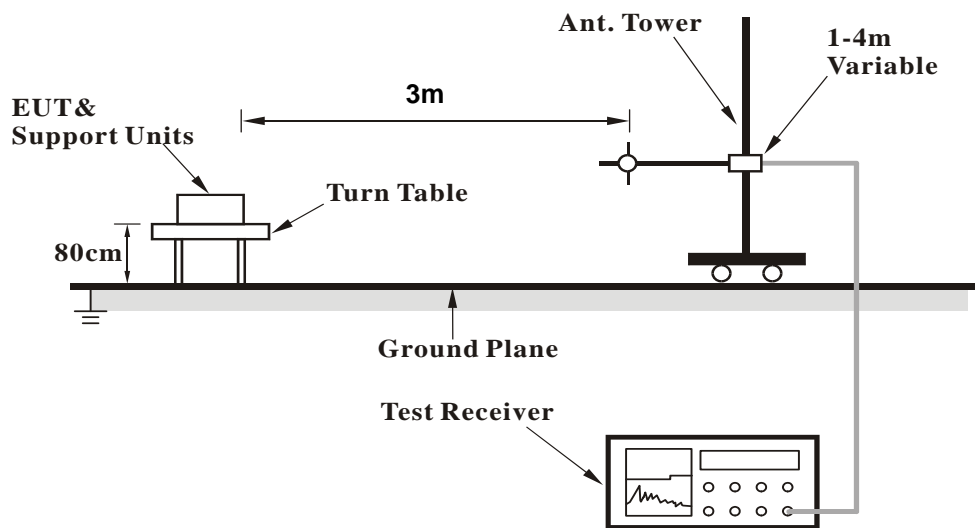 Ant. Tower
1-4m
Variable
3m
EUT&
Support Units
Turn Table
80cm
Ground Plane
Test Receiver